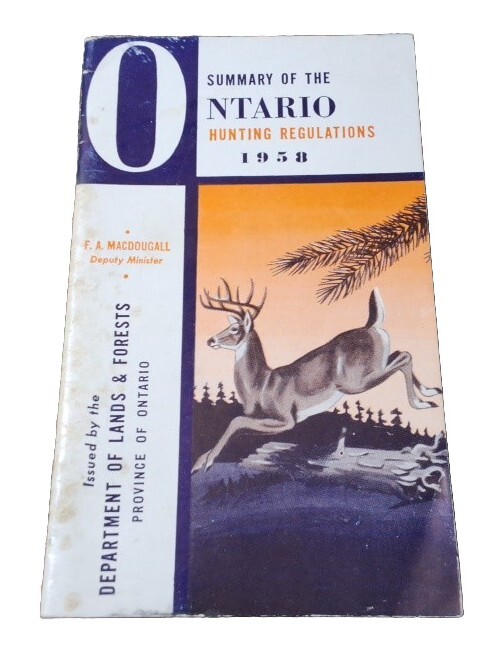 SUMMARY OF THE
ONTARIO
HUNTING REGULATIONS
1958
F. A. MACDOUGALL
Deputy Minister
Issued by the
DEPARTMENT OF LANDS & FORESTS
PROVINCE OF ONTARIO